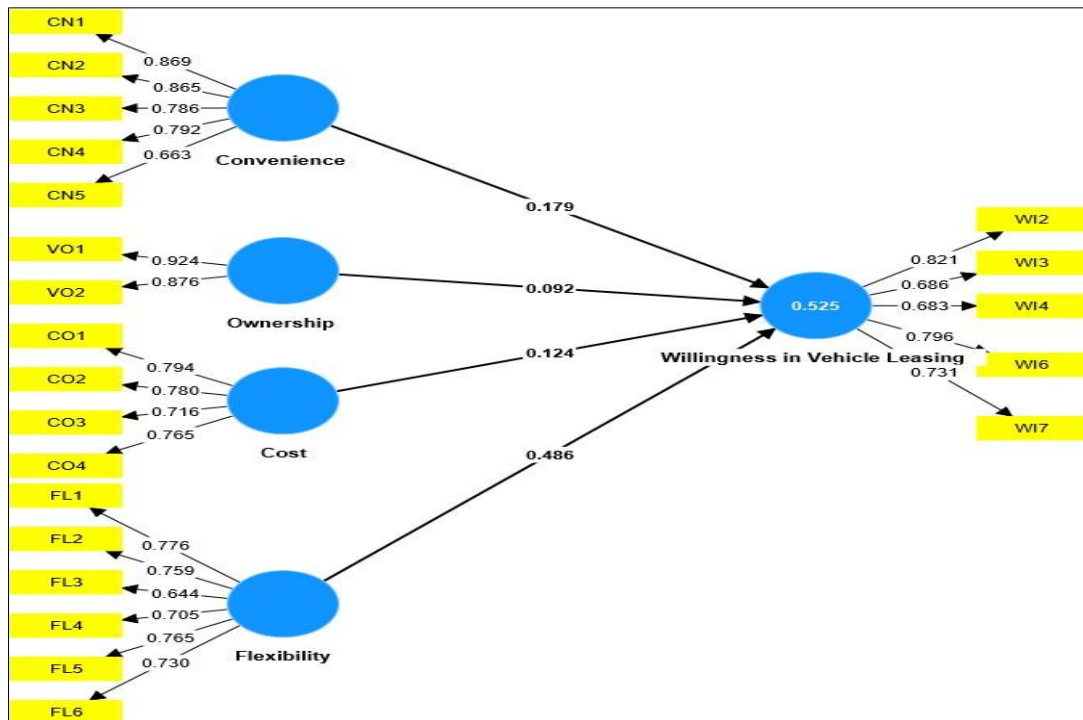 CN1
CN2
CN3
CN4
CN5
0.869
0.865
0.786
0.792
0.663
Convenience
0.179
VO1
VO2
0.924
0.876
Ownership
0.092
CO1
CO2
CO3
CO4
0.794
0.780
0.716
0.765
Cost
0.124
FL1
FL2
FL3
FL4
FL5
FL6
0.776
0.759
0.644
0.705
0.765
0.730
Flexibility
0.486
0.525
Willingness in Vehicle Leasing
0.821
0.686
0.683
0.796
0.731
WI2
WI3
WI4
WI6
WI7